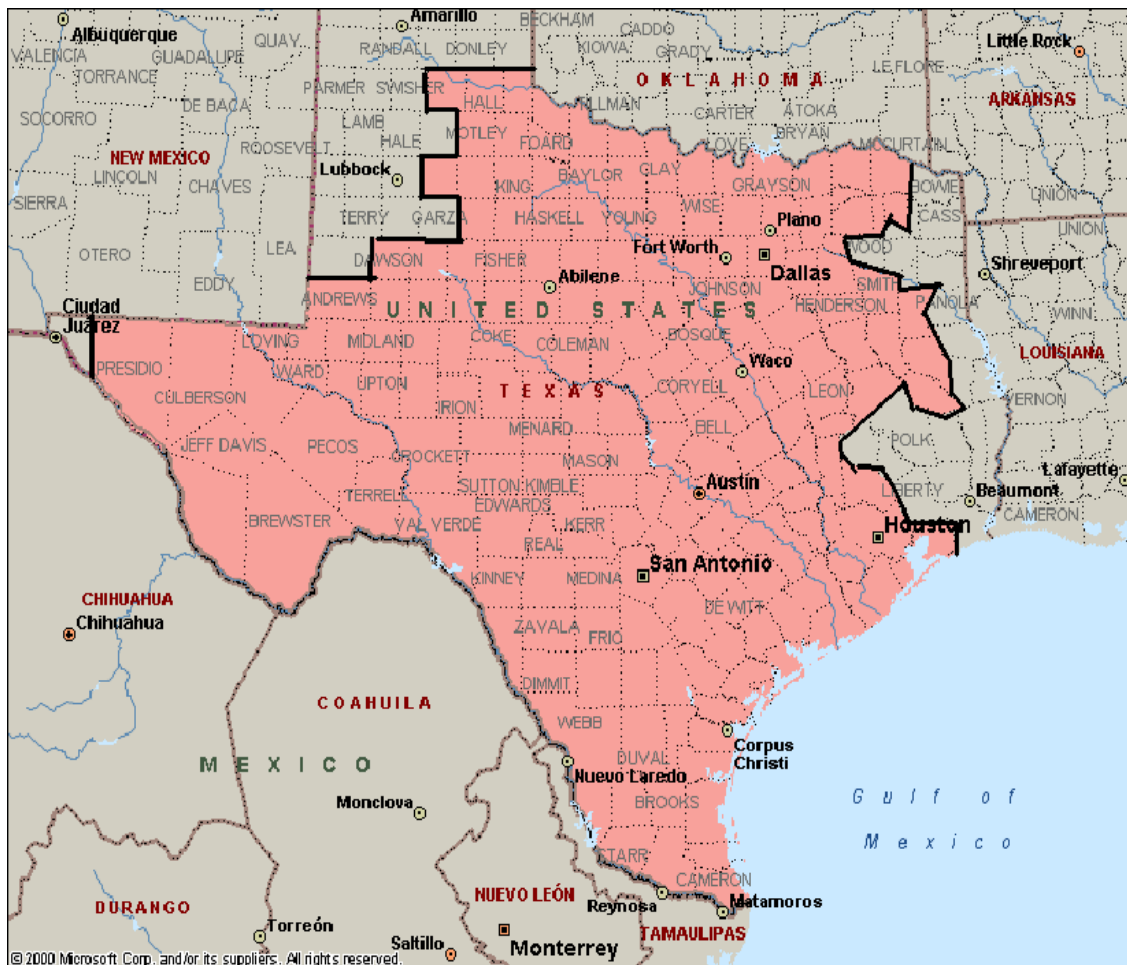 Amarillo
BECKHAM
Albuquerque
CADDO
QUAY
KIOWA
GRADY
Little Rock
VALENCIA
GUADALUPE
RANDALL
DONLEY
LE FLORE
TORRANCE
OKLAHOMA
PARMER
SWISHER
ARKANSAS
DE BACA
HALL
TILLMAN
CARTER
ATOKA
SOCORRO
LAMB
MOTLEY
BRYAN
HALE
FOARD
LOVE
MCCURTAIN
ROOSEVELT
NEW MEXICO
Lubbock
BAYLOR
CLAY
LINCOLN
CHAVES
KING
GRAYSON
BOWIE
UNION
SIERRA
WISE
TERRY
GARZA
HASKELL
YOUNG
Plano
CASS
UNION
OTERO
LEA
DAWSON
FISHER
Fort Worth
WOOD
Dallas
Shreveport
EDDY
Abilene
JOHNSON
SMITH
ANDREWS
HENDERSON
PANOLA
Ciudad
Juárez
UNITED STATES
WINN
LOVING
MIDLAND
COKE
COLEMAN
BOSQUE
LOUISIANA
PRESIDIO
WARD
Waco
UPTON
TEXAS
CORYELL
LEON
CULBERSON
IRION
VERNON
MENARD
BELL
JEFF DAVIS
PECOS
POLK
CROCKETT
MASON
Lafayette
SUTTON
KIMBLE
Austin
LIBERTY
TERRELL
EDWARDS
Beaumont
BREWSTER
VAL VERDE
KERR
CAMERON
Houston
REAL
San Antonio
KINNEY
MEDINA
CHIHUAHUA
DE WITT
Chihuahua
ZAVALA
FRIO
DIMMIT
COAHUILA
WEBB
Corpus
Christi
MEXICO
DUVAL
Nuevo Laredo
Monclova
BROOKS
Gulf of
Mexico
STARR
CAMERON
NUEVO LEÓN
Reynosa
Matamoros
DURANGO
Torreón
TAMAULIPAS
Saltillo
Monterrey
© 2000 Microsoft Corp. and/or its suppliers. All rights reserved.